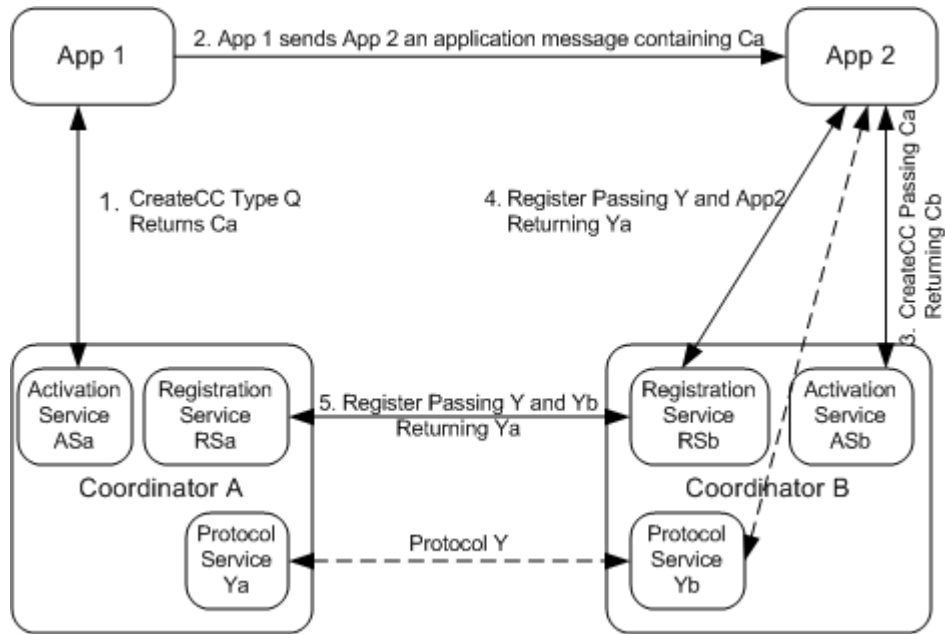 App 1
2. App 1 sends App 2 an application message containing Ca
App 2
1. CreateCC Type Q
Returns Ca
4. Register Passing Y and App2
Returning Ya
3. CreateCC Passing Ca
Returning Cb
Activation
Service
ASa
Registration
Service
RSa
5. Register Passing Y and Yb
Returning Ya
Registration
Service
RSb
Activation
Service
ASb
Coordinator A
Coordinator B
Protocol
Service
Ya
Protocol Y
Protocol
Service
Yb